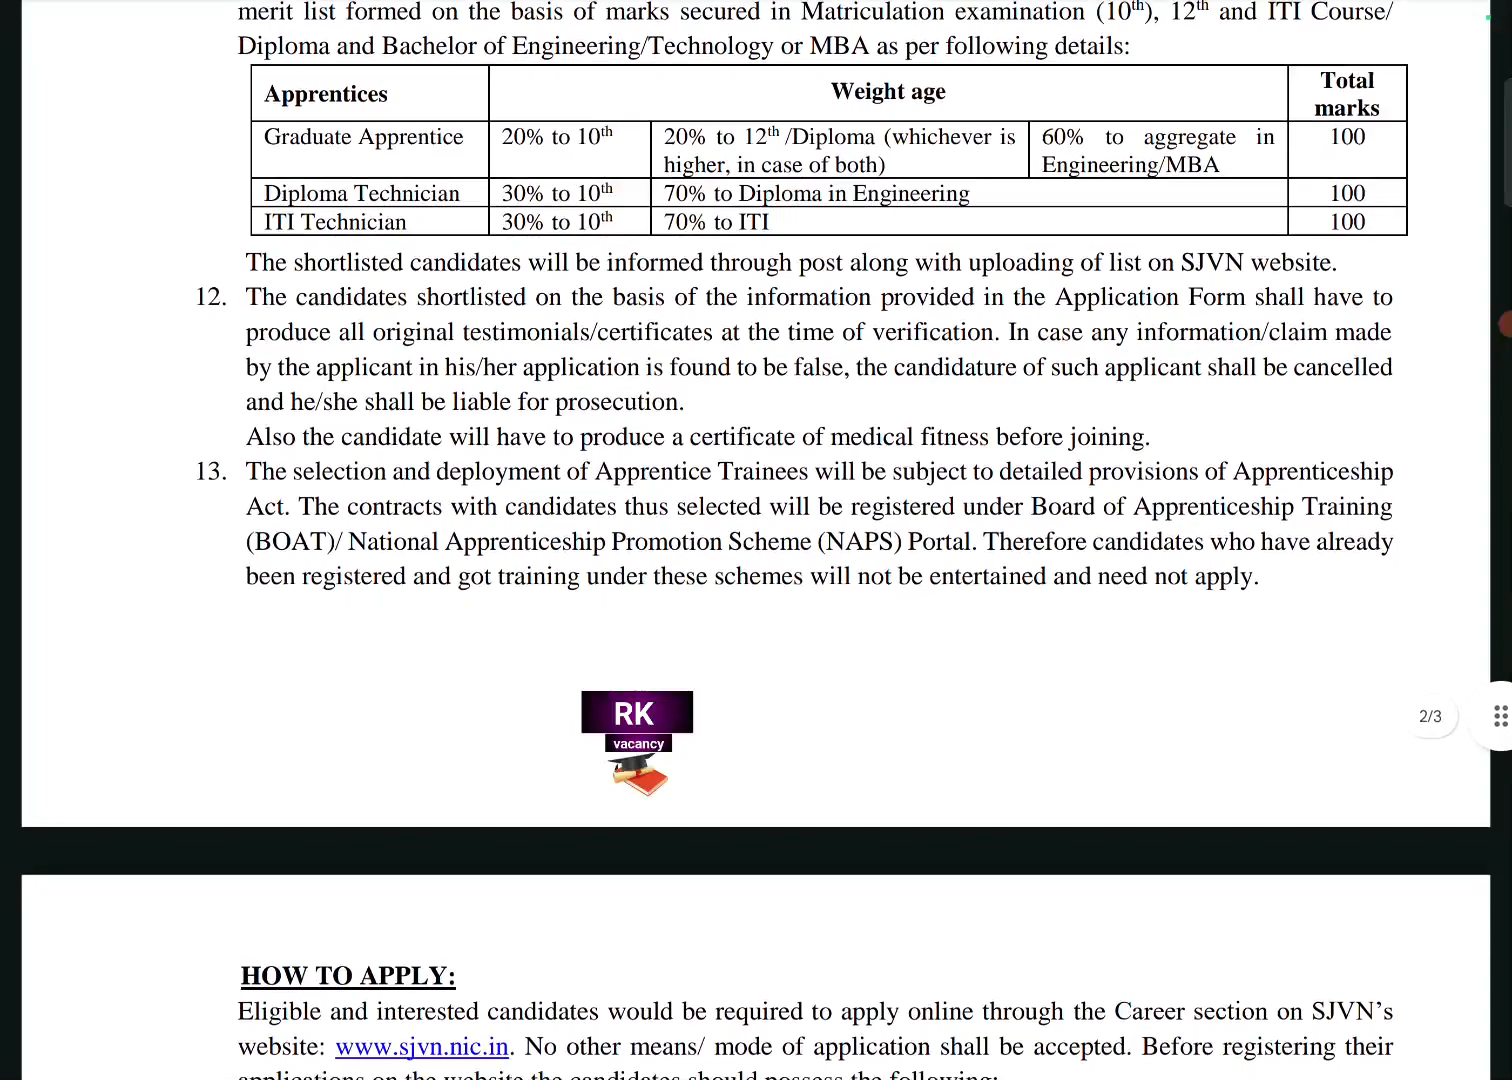 merit list formed on the basis of marks secured in Matriculation examination (10th), 12th and ITI Course/
Diploma and Bachelor of Engineering/Technology or MBA as per following details:
Apprentices Weight age Total marks
Graduate Apprentice 20% to 10th 20% to 12th /Diploma (whichever is higher, in case of both) 60% to aggregate in Engineering/MBA 100
Diploma Technician 30% to 10th 70% to Diploma in Engineering 100
ITI Technician 30% to 10th 70% to ITI 100
The shortlisted candidates will be informed through post along with uploading of list on SJVN website.
12. The candidates shortlisted on the basis of the information provided in the Application Form shall have to
produce all original testimonials/certificates at the time of verification. In case any information/claim made
by the applicant in his/her application is found to be false, the candidature of such applicant shall be cancelled
and he/she shall be liable for prosecution.
Also the candidate will have to produce a certificate of medical fitness before joining.
13. The selection and deployment of Apprentice Trainees will be subject to detailed provisions of Apprenticeship
Act. The contracts with candidates thus selected will be registered under Board of Apprenticeship Training
(BOAT)/ National Apprenticeship Promotion Scheme (NAPS) Portal. Therefore candidates who have already
been registered and got training under these schemes will not be entertained and need not apply.
RK
vacancy
2/3
HOW TO APPLY:
Eligible and interested candidates would be required to apply online through the Career section on SJVN's
website: www.sjvn.nic.in. No other means/ mode of application shall be accepted. Before registering their
applications on the website the candidates should possess the following: